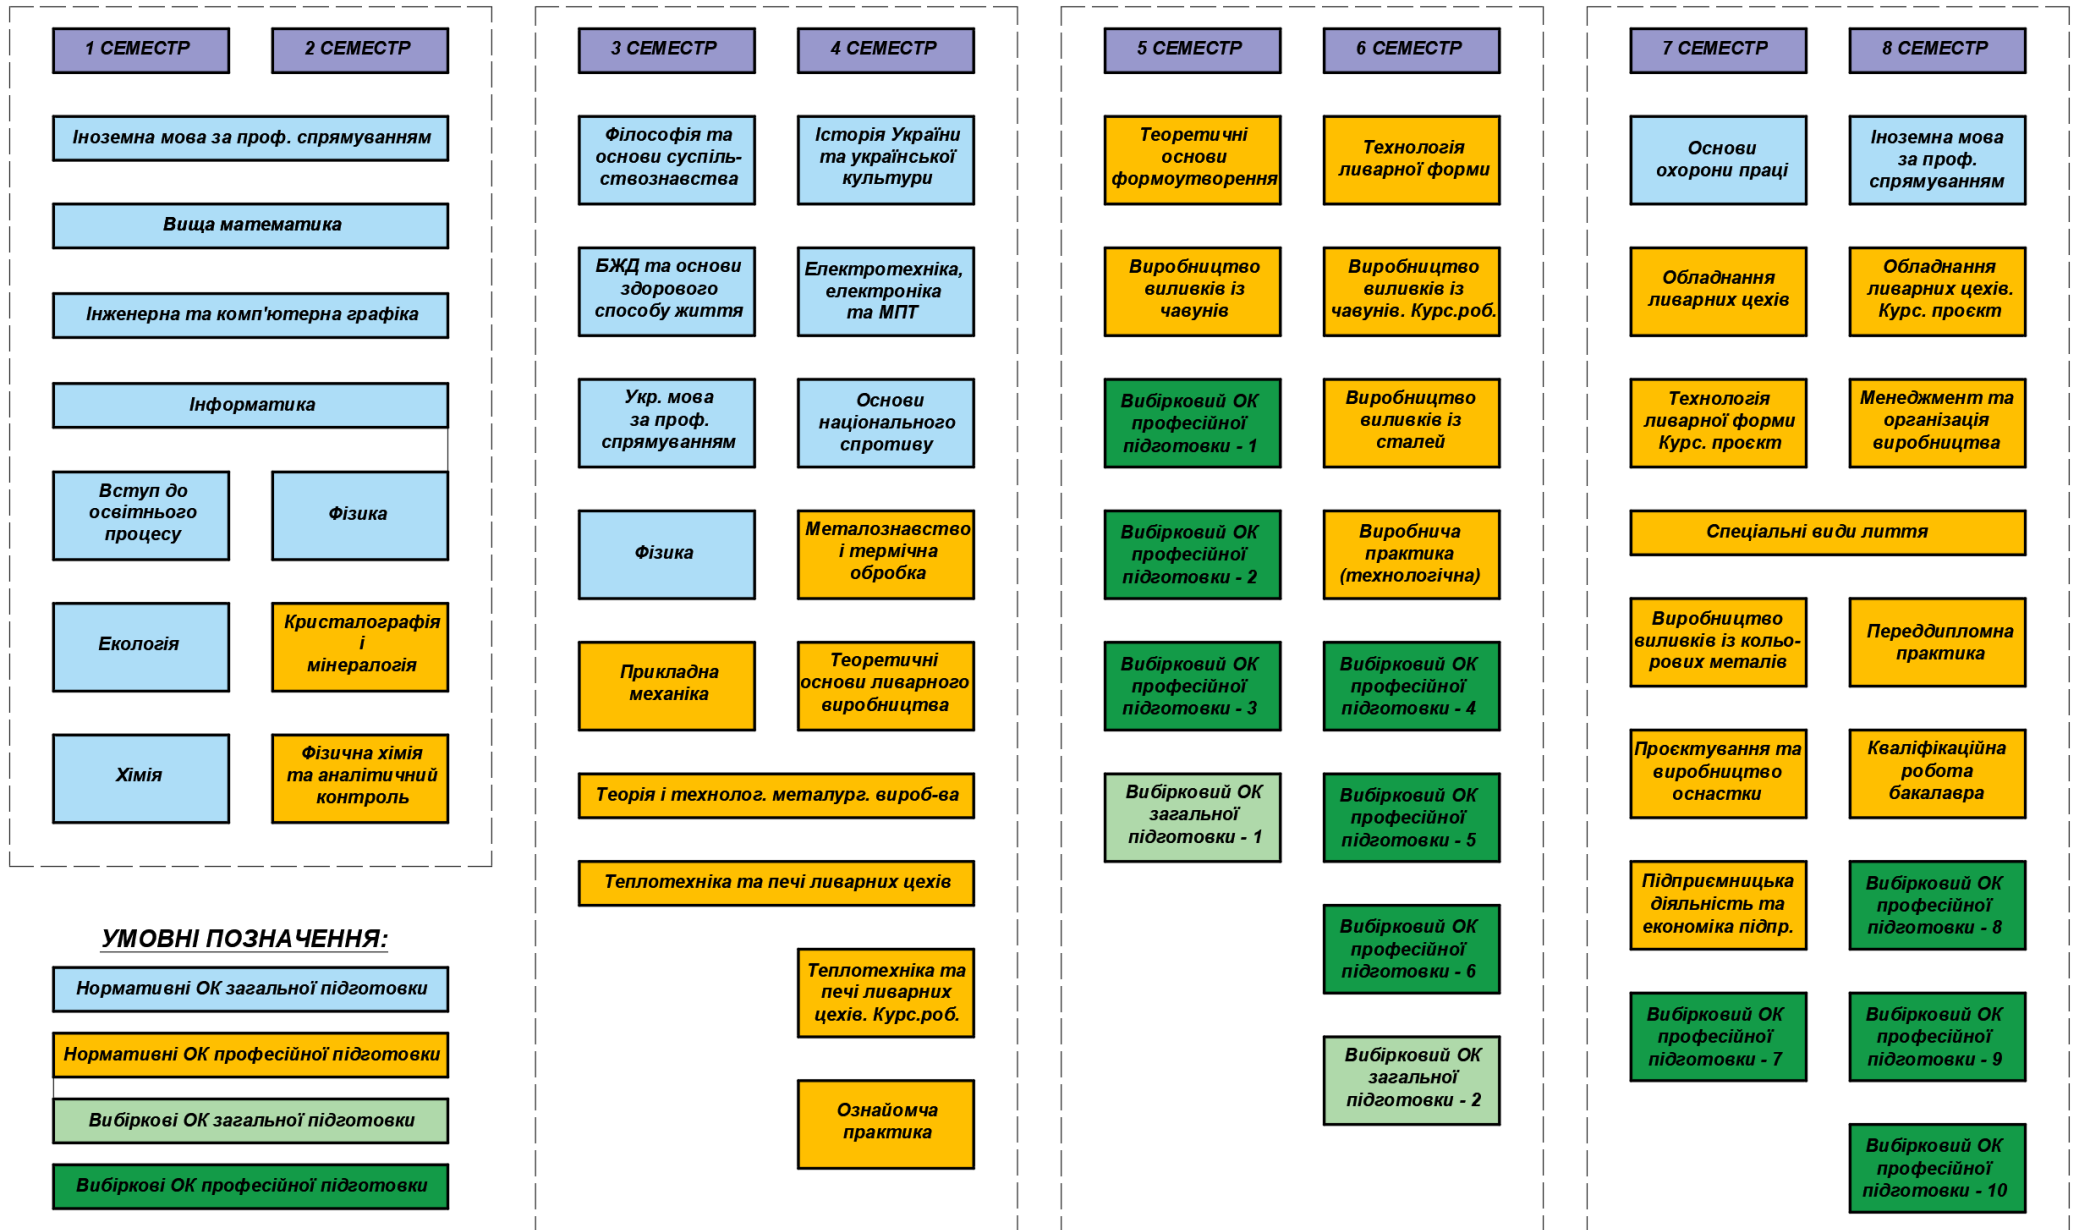 1 СЕМЕСТР
2 СЕМЕСТР
Іноземна мова за проф. спрямуванням
Вища математика
Інженерна та комп'ютерна графіка
Інформатика
Вступ до
освітнього
процесу
Фізика
Екологія
Кристалографія
і
мінералогія
Хімія
Фізична хімія
та аналітичний
контроль
УМОВНІ ПОЗНАЧЕННЯ:
Нормативні ОК загальної підготовки
Нормативні ОК професійної підготовки
Вибіркові ОК загальної підготовки
Вибіркові ОК професійної підготовки
3 СЕМЕСТР
4 СЕМЕСТР
Філософія та
основи суспіль-
ствознавства
Історія України
та української
культури
БЖД та основи
здорового
способу життя
Електротехніка,
електроніка
та МПТ
Укр. мова
за проф.
спрямуванням
Основи
національного
спротиву
Фізика
Металознавство
і термічна
обробка
Прикладна
механіка
Теоретичні
основи ливарного
виробництва
Теорія і технолог. металург. вироб-ва
Теплотехніка та печі ливарних цехів
Теплотехніка та
печі ливарних
цехів. Курс.роб.
Ознайомча
практика
5 СЕМЕСТР
6 СЕМЕСТР
Теоретичні
основи
формоутворення
Технологія
ливарної форми
Виробництво
виливків із
чавунів
Виробництво
виливків із
чавунів. Курс.роб.
Вибірковий ОК
професійної
підготовки - 1
Виробництво
виливків із
сталей
Вибірковий ОК
професійної
підготовки - 2
Виробнича
практика
(технологічна)
Вибірковий ОК
професійної
підготовки - 3
Вибірковий ОК
професійної
підготовки - 4
Вибірковий ОК
загальної
підготовки - 1
Вибірковий ОК
професійної
підготовки - 5
Вибірковий ОК
професійної
підготовки - 6
Вибірковий ОК
загальної
підготовки - 2
7 СЕМЕСТР
8 СЕМЕСТР
Основи
охорони праці
Іноземна мова
за проф.
спрямуванням
Обладнання
ливарних цехів
Обладнання
ливарних цехів.
Курс. проєкт
Технологія
ливарної форми
Курс. проєкт
Менеджмент та
організація
виробництва
Спеціальні види лиття
Виробництво
виливків із кольо-
рових металів
Переддипломна
практика
Проєктування та
виробництво
оснастки
Кваліфікаційна
робота
бакалавра
Підприємницька
діяльність та
економіка підпр.
Вибірковий ОК
професійної
підготовки - 8
Вибірковий ОК
професійної
підготовки - 7
Вибірковий ОК
професійної
підготовки - 9
Вибірковий ОК
професійної
підготовки - 10